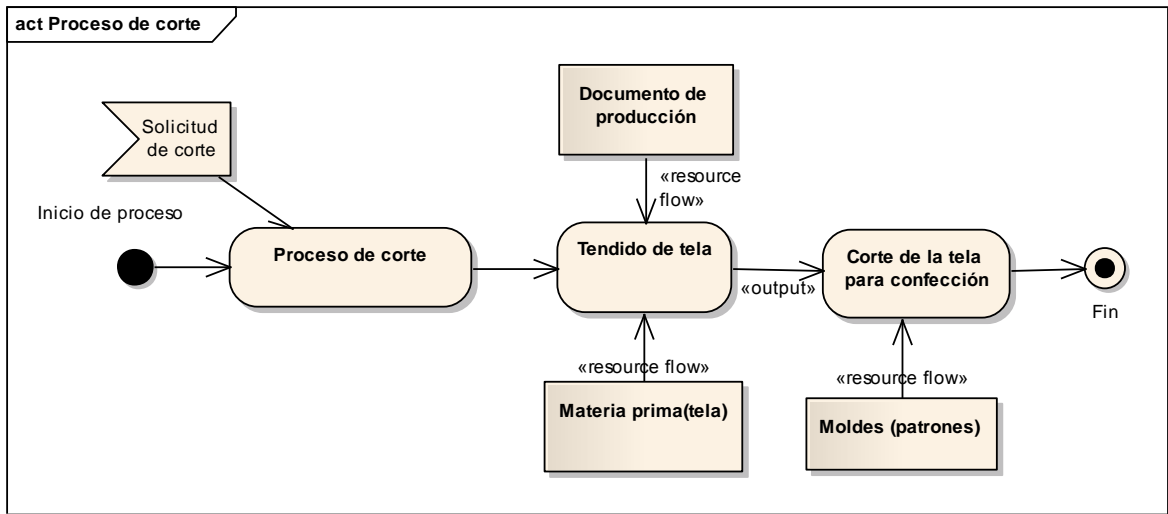 act Proceso de corte
Solicitud
de corte
Documento de
producción
«resource
flow»
Inicio de proceso
Proceso de corte
Tendido de tela
«output»
Corte de la tela
para confección
Fin
«resource flow»
Materia prima(tela)
«resource flow»
Moldes (patrones)